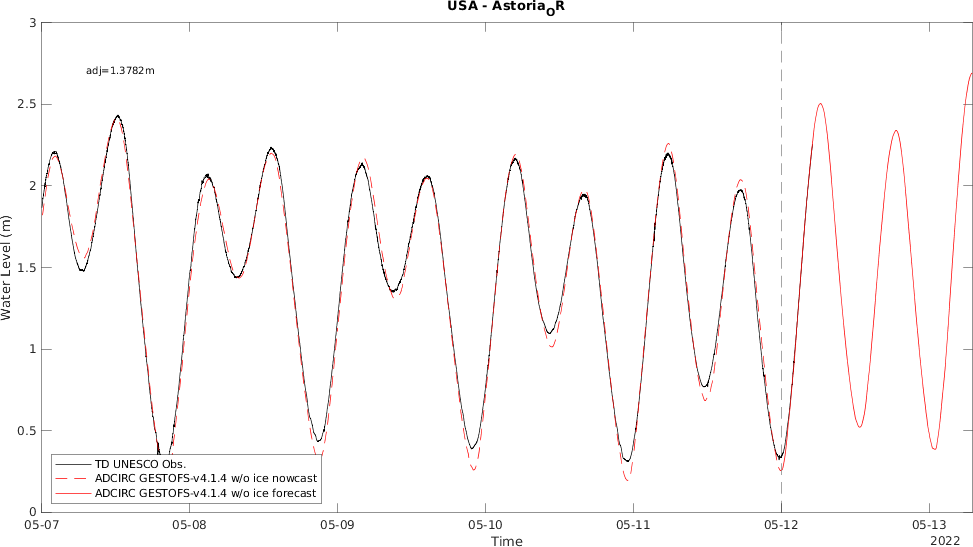 USA - AstoriaOR
adj=1.3782m
3
2.5
2
1.5
1
0.5
0
Water Level (m)
TD UNESCO Obs.
ADCIRC GESTOFS-v4.1.4 w/o ice nowcast
ADCIRC GESTOFS-v4.1.4 w/o ice forecast
05-07 05-08 05-09 05-10 05-11 05-12 05-13
Time
2022